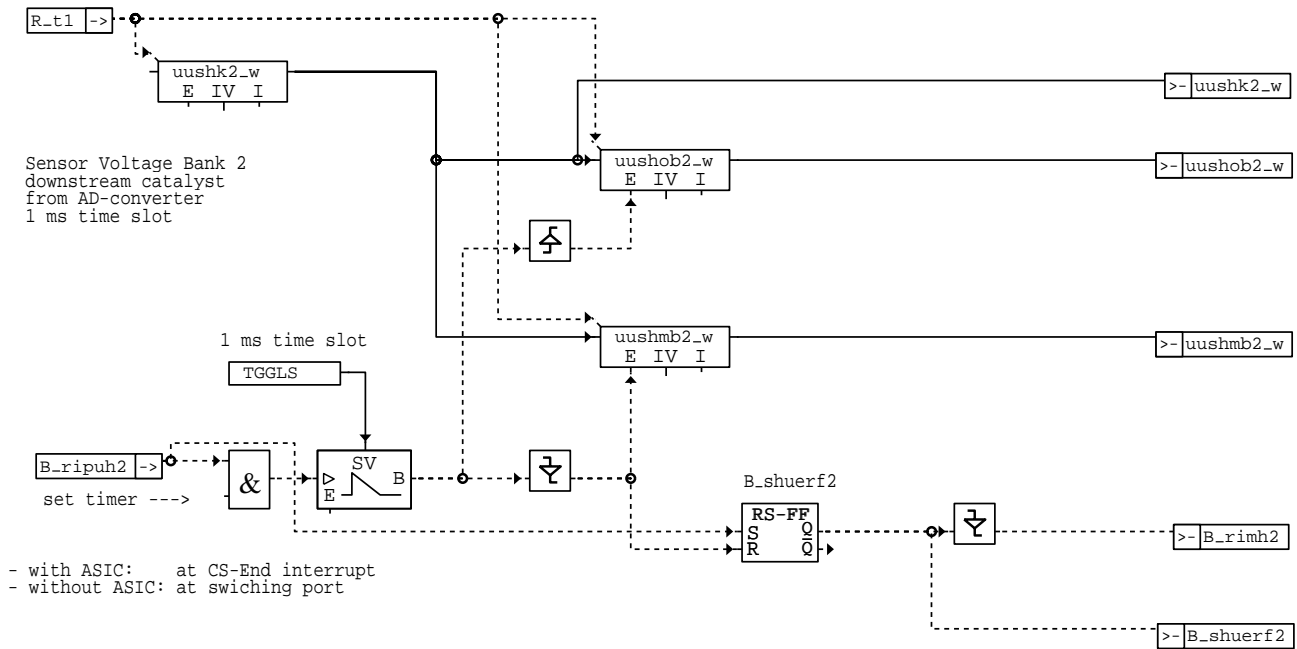 R_t1 ->
uushk2_w
E IV I
>- uushk2_w
Sensor Voltage Bank 2
downstream catalyst
from AD-converter
1 ms time slot
uushob2_w
E IV I
>- uushob2_w
1 ms time slot
TGGLS
uushmb2_w
E IV I
>- uushmb2_w
B_ripuh2 ->
set timer --->
&
SV
B
E
B_shuerf2
RS-FF
S Q
R Q
>- B_rimh2
- with ASIC: at CS-End interrupt
- without ASIC: at swiching port
>- B_shuerf2